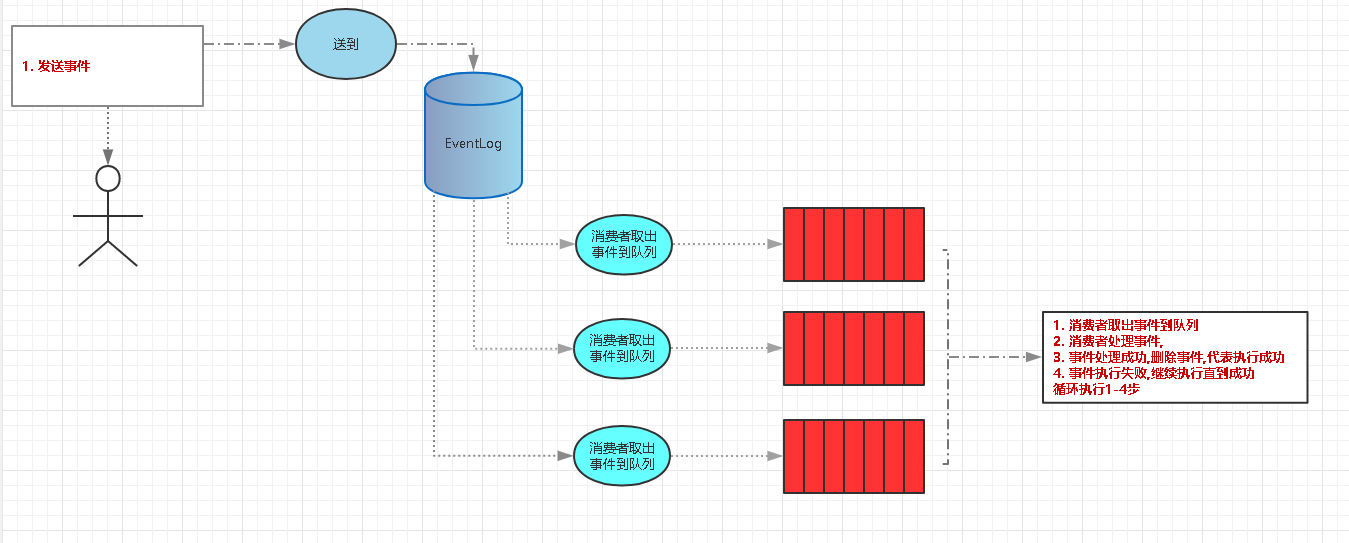 1. 发送事件
送到
EventLog
消费者取出
事件到队列
消费者取出
事件到队列
消费者取出
事件到队列
1. 消费者取出事件到队列
2. 消费者处理事件,
3. 事件处理成功,删除事件,代表执行成功
4. 事件执行失败,继续执行直到成功
循环执行1-4步